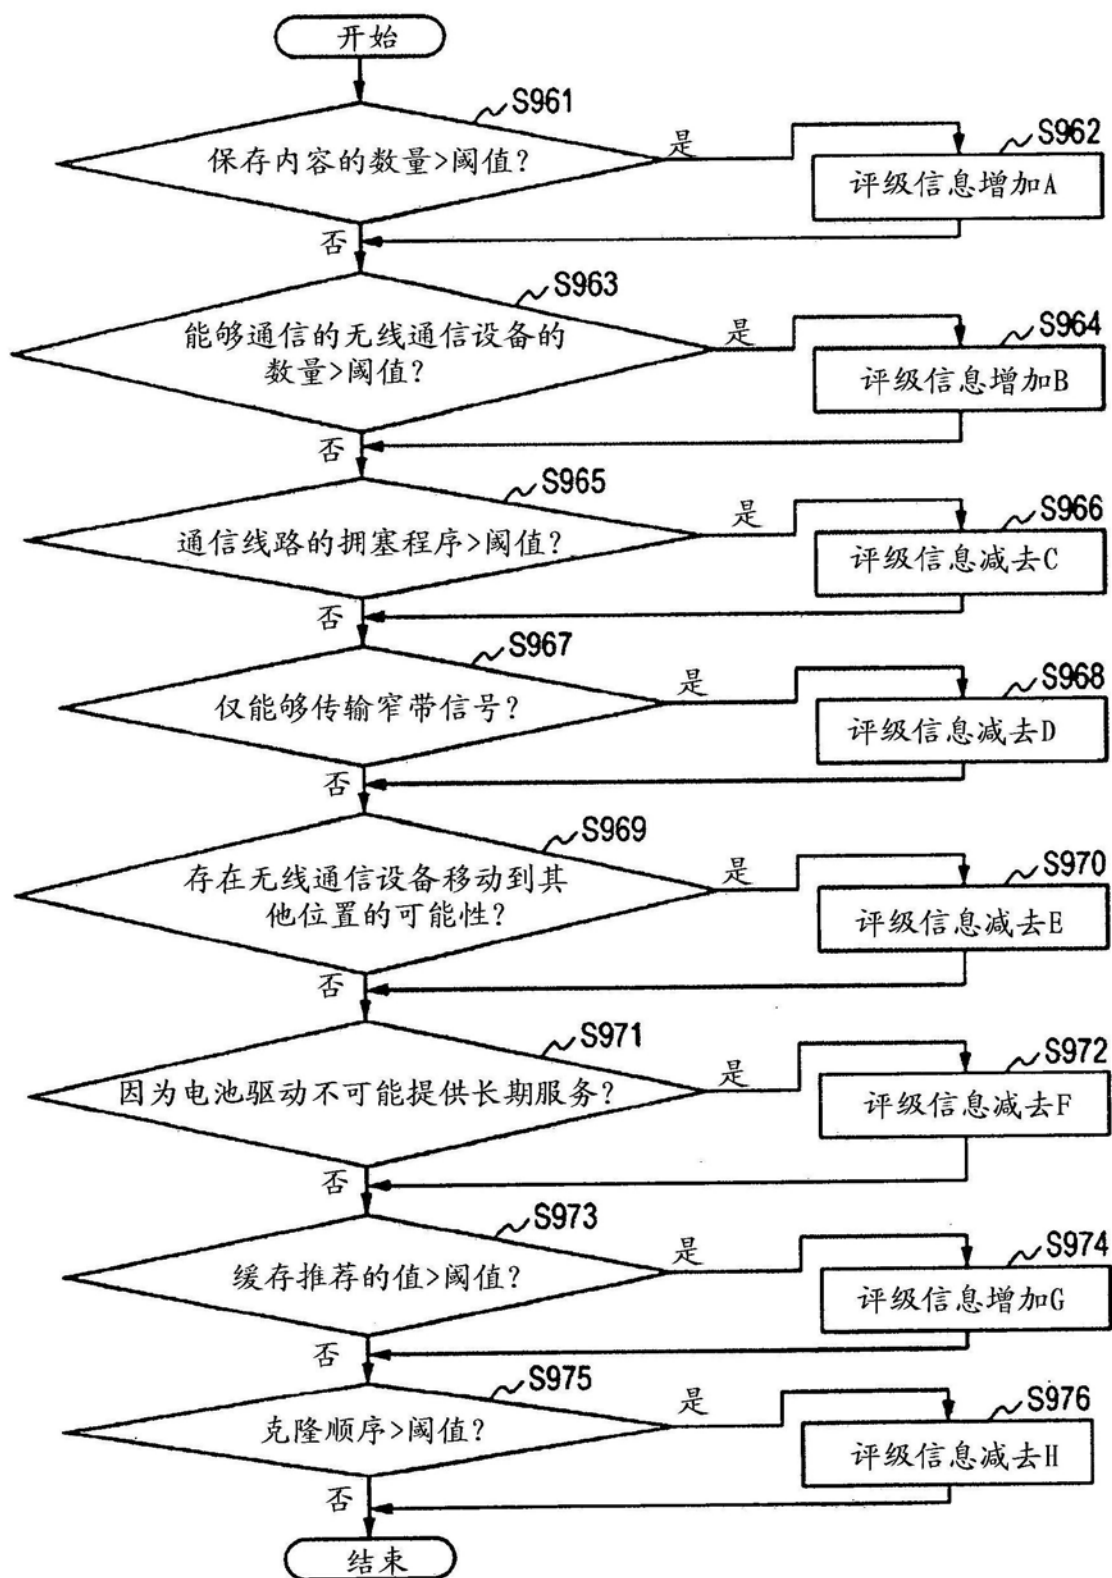 开始
S961
保存内容的数量>阈值?
是
S962
评级信息增加A
否
S963
能够通信的无线通信设备的
数量>阈值?
是
S964
评级信息增加B
否
S965
通信线路的拥塞程序>阈值?
是
S966
评级信息减去C
否
S967
仅能够传输窄带信号?
是
S968
评级信息减去D
否
S969
存在无线通信设备移动到其
他位置的可能性?
是
S970
评级信息减去E
否
S971
因为电池驱动不可能提供长期服务?
是
S972
评级信息减去F
否
S973
缓存推荐的值>阈值?
是
S974
评级信息增加G
否
S975
克隆顺序>阈值?
是
S976
评级信息减去H
否
结束